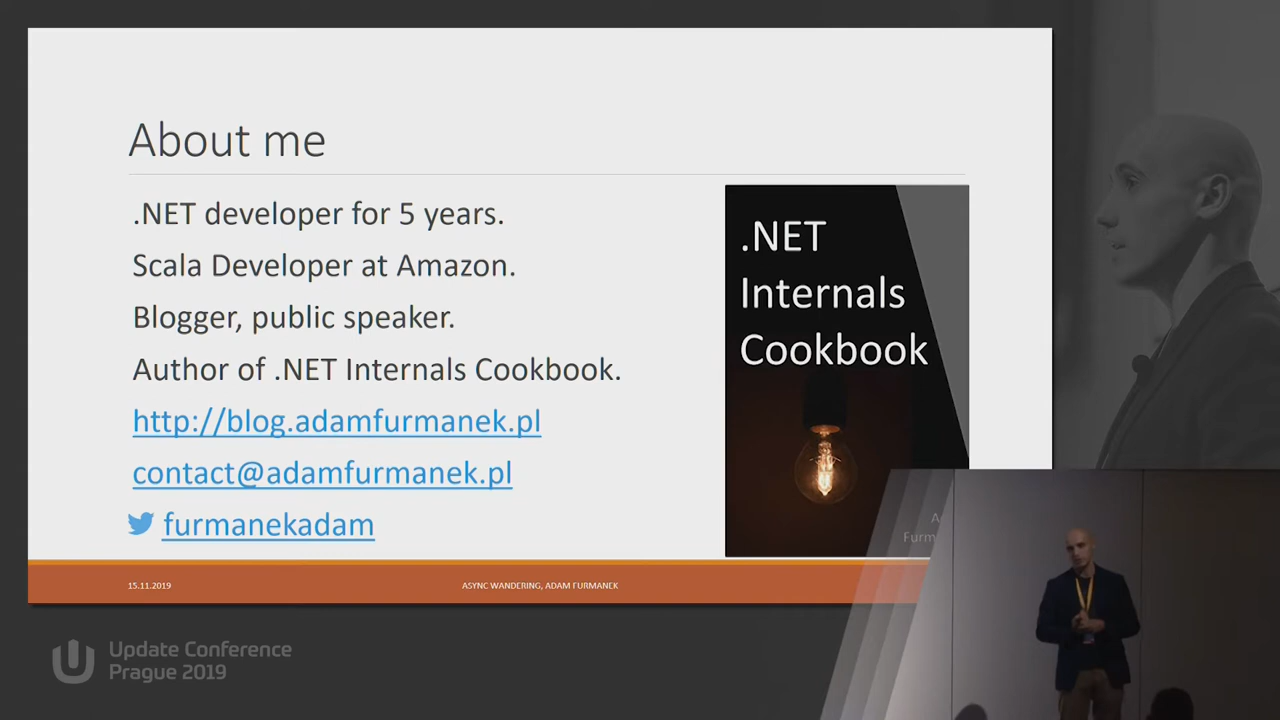 About me
.NET developer for 5 years.
Scala Developer at Amazon.
Blogger, public speaker.
Author of .NET Internals Cookbook.
http://blog.adamfurmanek.pl
contact@adamfurmanek.pl
furmanekadam
.NET
Internals
Cookbook
15.11.2019
ASYNC WANDERING, ADAM FURMANEK
Update Conference
Prague 2019